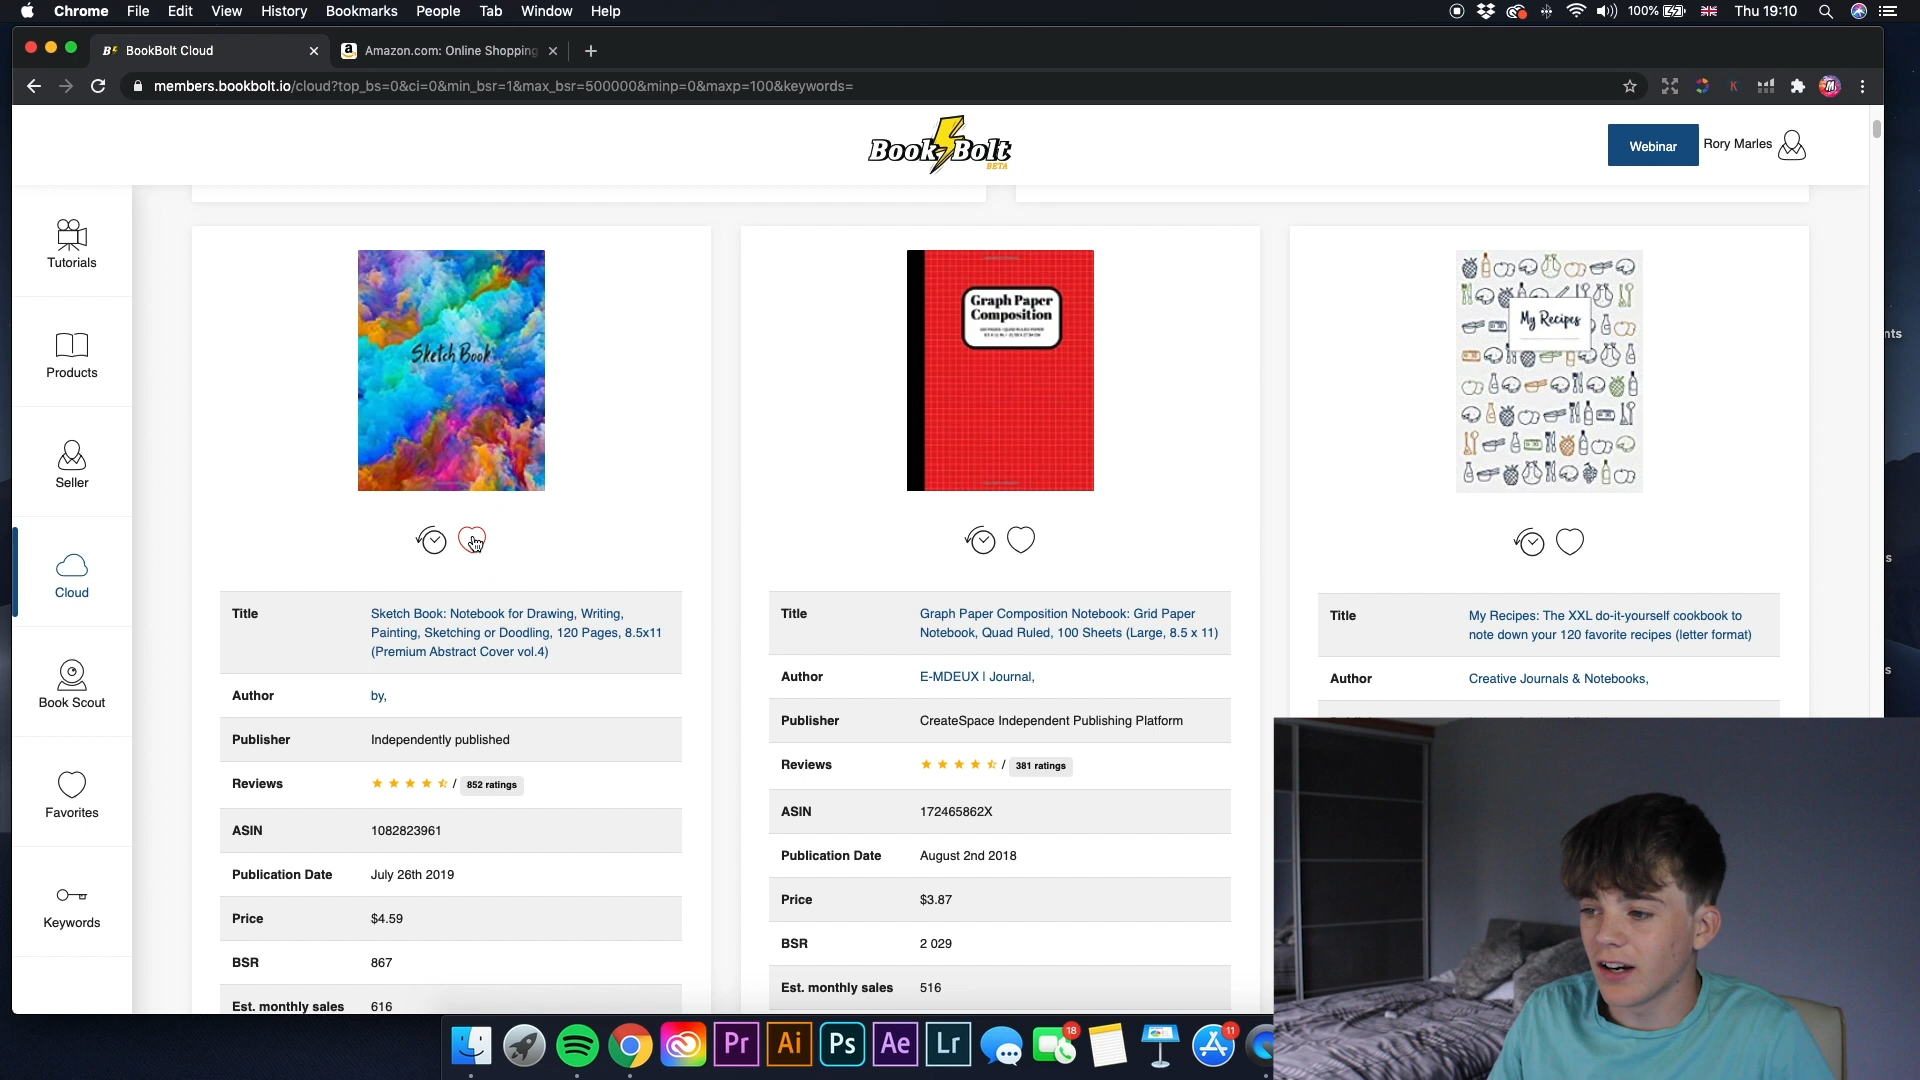 Chrome File Edit View History Bookmarks People Tab Window Help
100% Thu 19:10
BookBolt Cloud
Amazon.com: Online Shopping
members.bookbolt.io/cloud?top_bs=0&ci=0&min_bsr=1&max_bsr=500000&minp=0&maxp=100&keywords=
Book Bolt
BETA
Webinar
Rory Marles
Tutorials
Products
Seller
Cloud
Book Scout
Favorites
Keywords
Sketch Book
Title
Sketch Book: Notebook for Drawing, Writing,
Painting, Sketching or Doodling, 120 Pages, 8.5x11
(Premium Abstract Cover vol.4)
Author by,
Publisher Independently published
Reviews / 852 ratings
ASIN 1082823961
Publication Date July 26th 2019
Price $4.59
BSR 867
Est. monthly sales 616
Graph Paper
Composition
Title
Graph Paper Composition Notebook: Grid Paper
Notebook, Quad Ruled, 100 Sheets (Large, 8.5 x 11)
Author E-MDEUX | Journal,
Publisher CreateSpace Independent Publishing Platform
Reviews / 381 ratings
ASIN 172465862X
Publication Date August 2nd 2018
Price $3.87
BSR 2 029
Est. monthly sales 516
My Recipes
Title
My Recipes: The XXL do-it-yourself cookbook to
note down your 120 favorite recipes (letter format)
Author Creative Journals & Notebooks,
nts
s
s
Pr Ai Ps Ae Lr 18 11